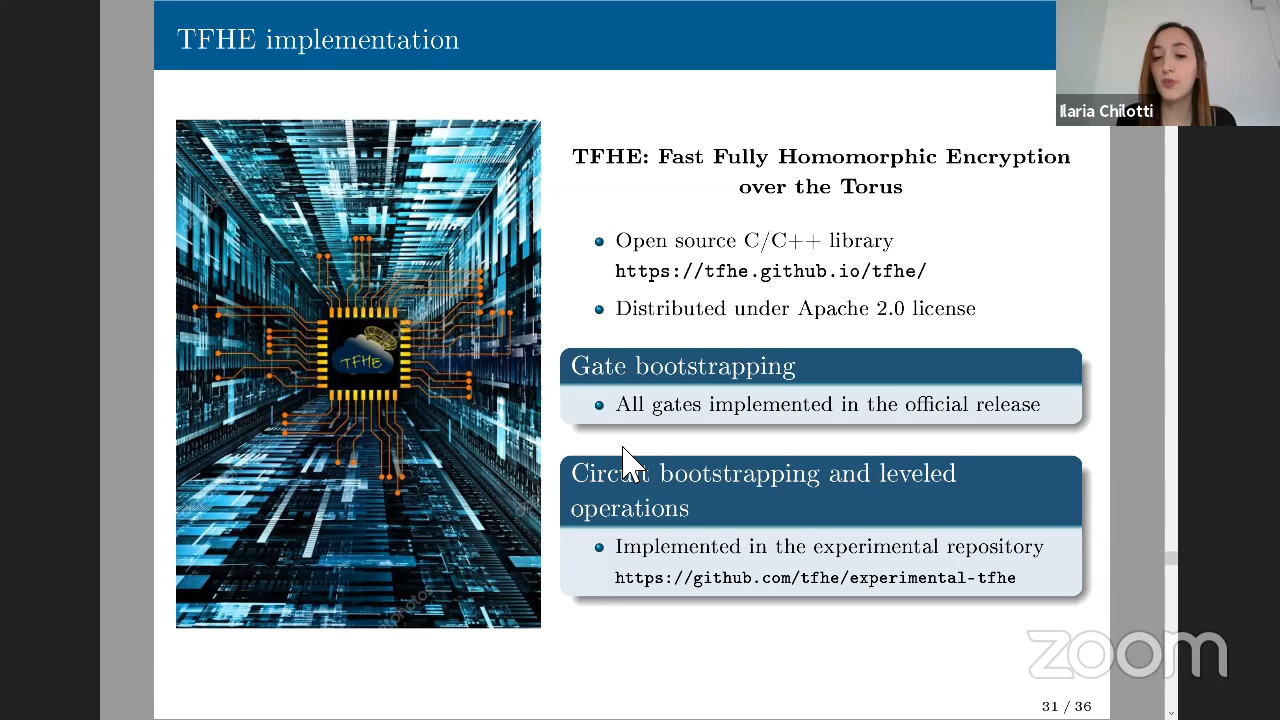 TFHE implementation
Ilaria Chilotti
TFHE: Fast Fully Homomorphic Encryption
over the Torus
Open source C/C++ library
https://tfhe.github.io/tfhe/
Distributed under Apache 2.0 license
TFHE
Gate bootstrapping
All gates implemented in the official release
Circuit bootstrapping and leveled
operations
Implemented in the experimental repository
https://github.com/tfhe/experimental-tfhe
zoom
31 / 36